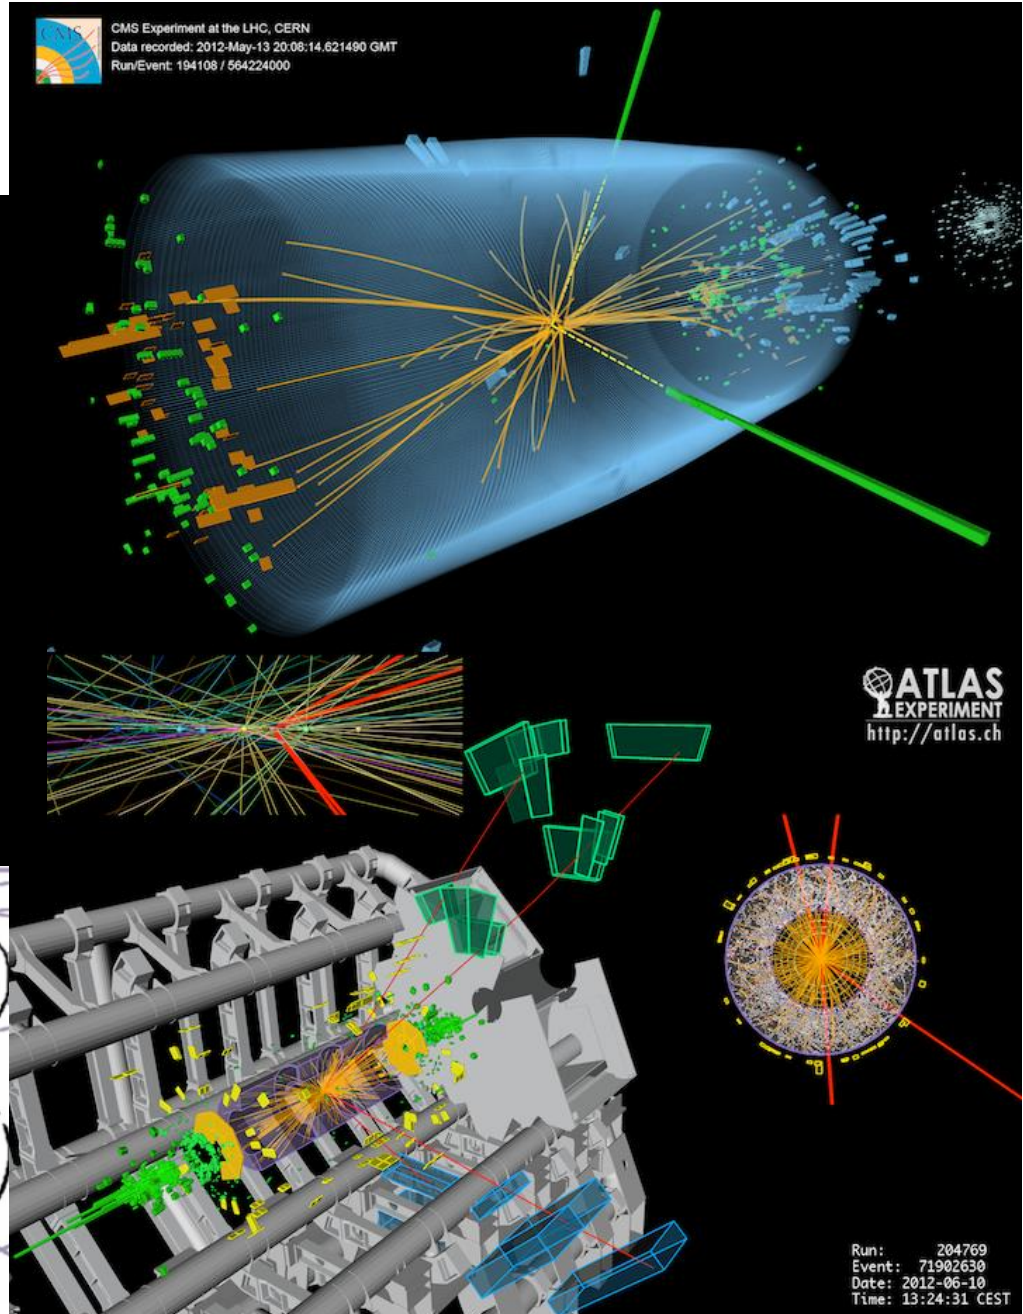 CMS
CMS Experiment at the LHC, CERN
Data recorded: 2012-May-13 20:08:14.621490 GMT
Run/Event: 194108 / 564224000
ATLAS
EXPERIMENT
http://atlas.ch
Run: 204769
Event: 71902630
Date: 2012-06-10
Time: 13:24:31 CEST